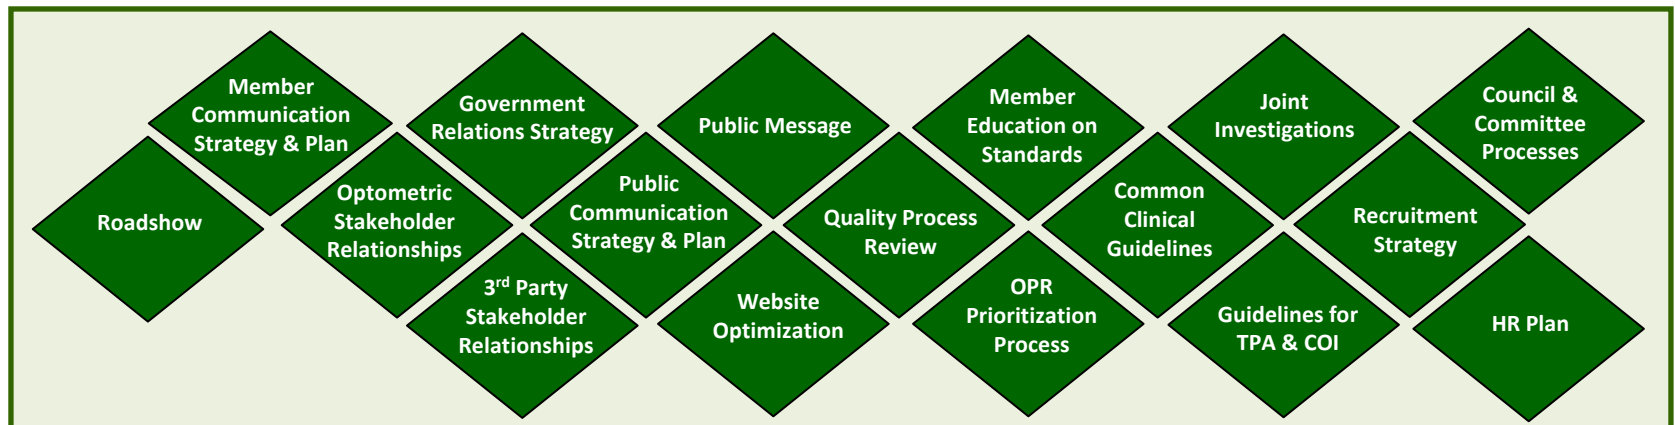 Member
Communication
Strategy & Plan
Government
Relations Strategy
Public Message
Member
Education on
Standards
Joint
Investigations
Council &
Committee
Processes
Roadshow
Optometric
Stakeholder
Relationships
Public
Communication
Strategy & Plan
Quality Process
Review
Common
Clinical
Guidelines
Recruitment
Strategy
3rd Party
Stakeholder
Relationships
Website
Optimization
OPR
Prioritization
Process
Guidelines for
TPA & COI
HR Plan